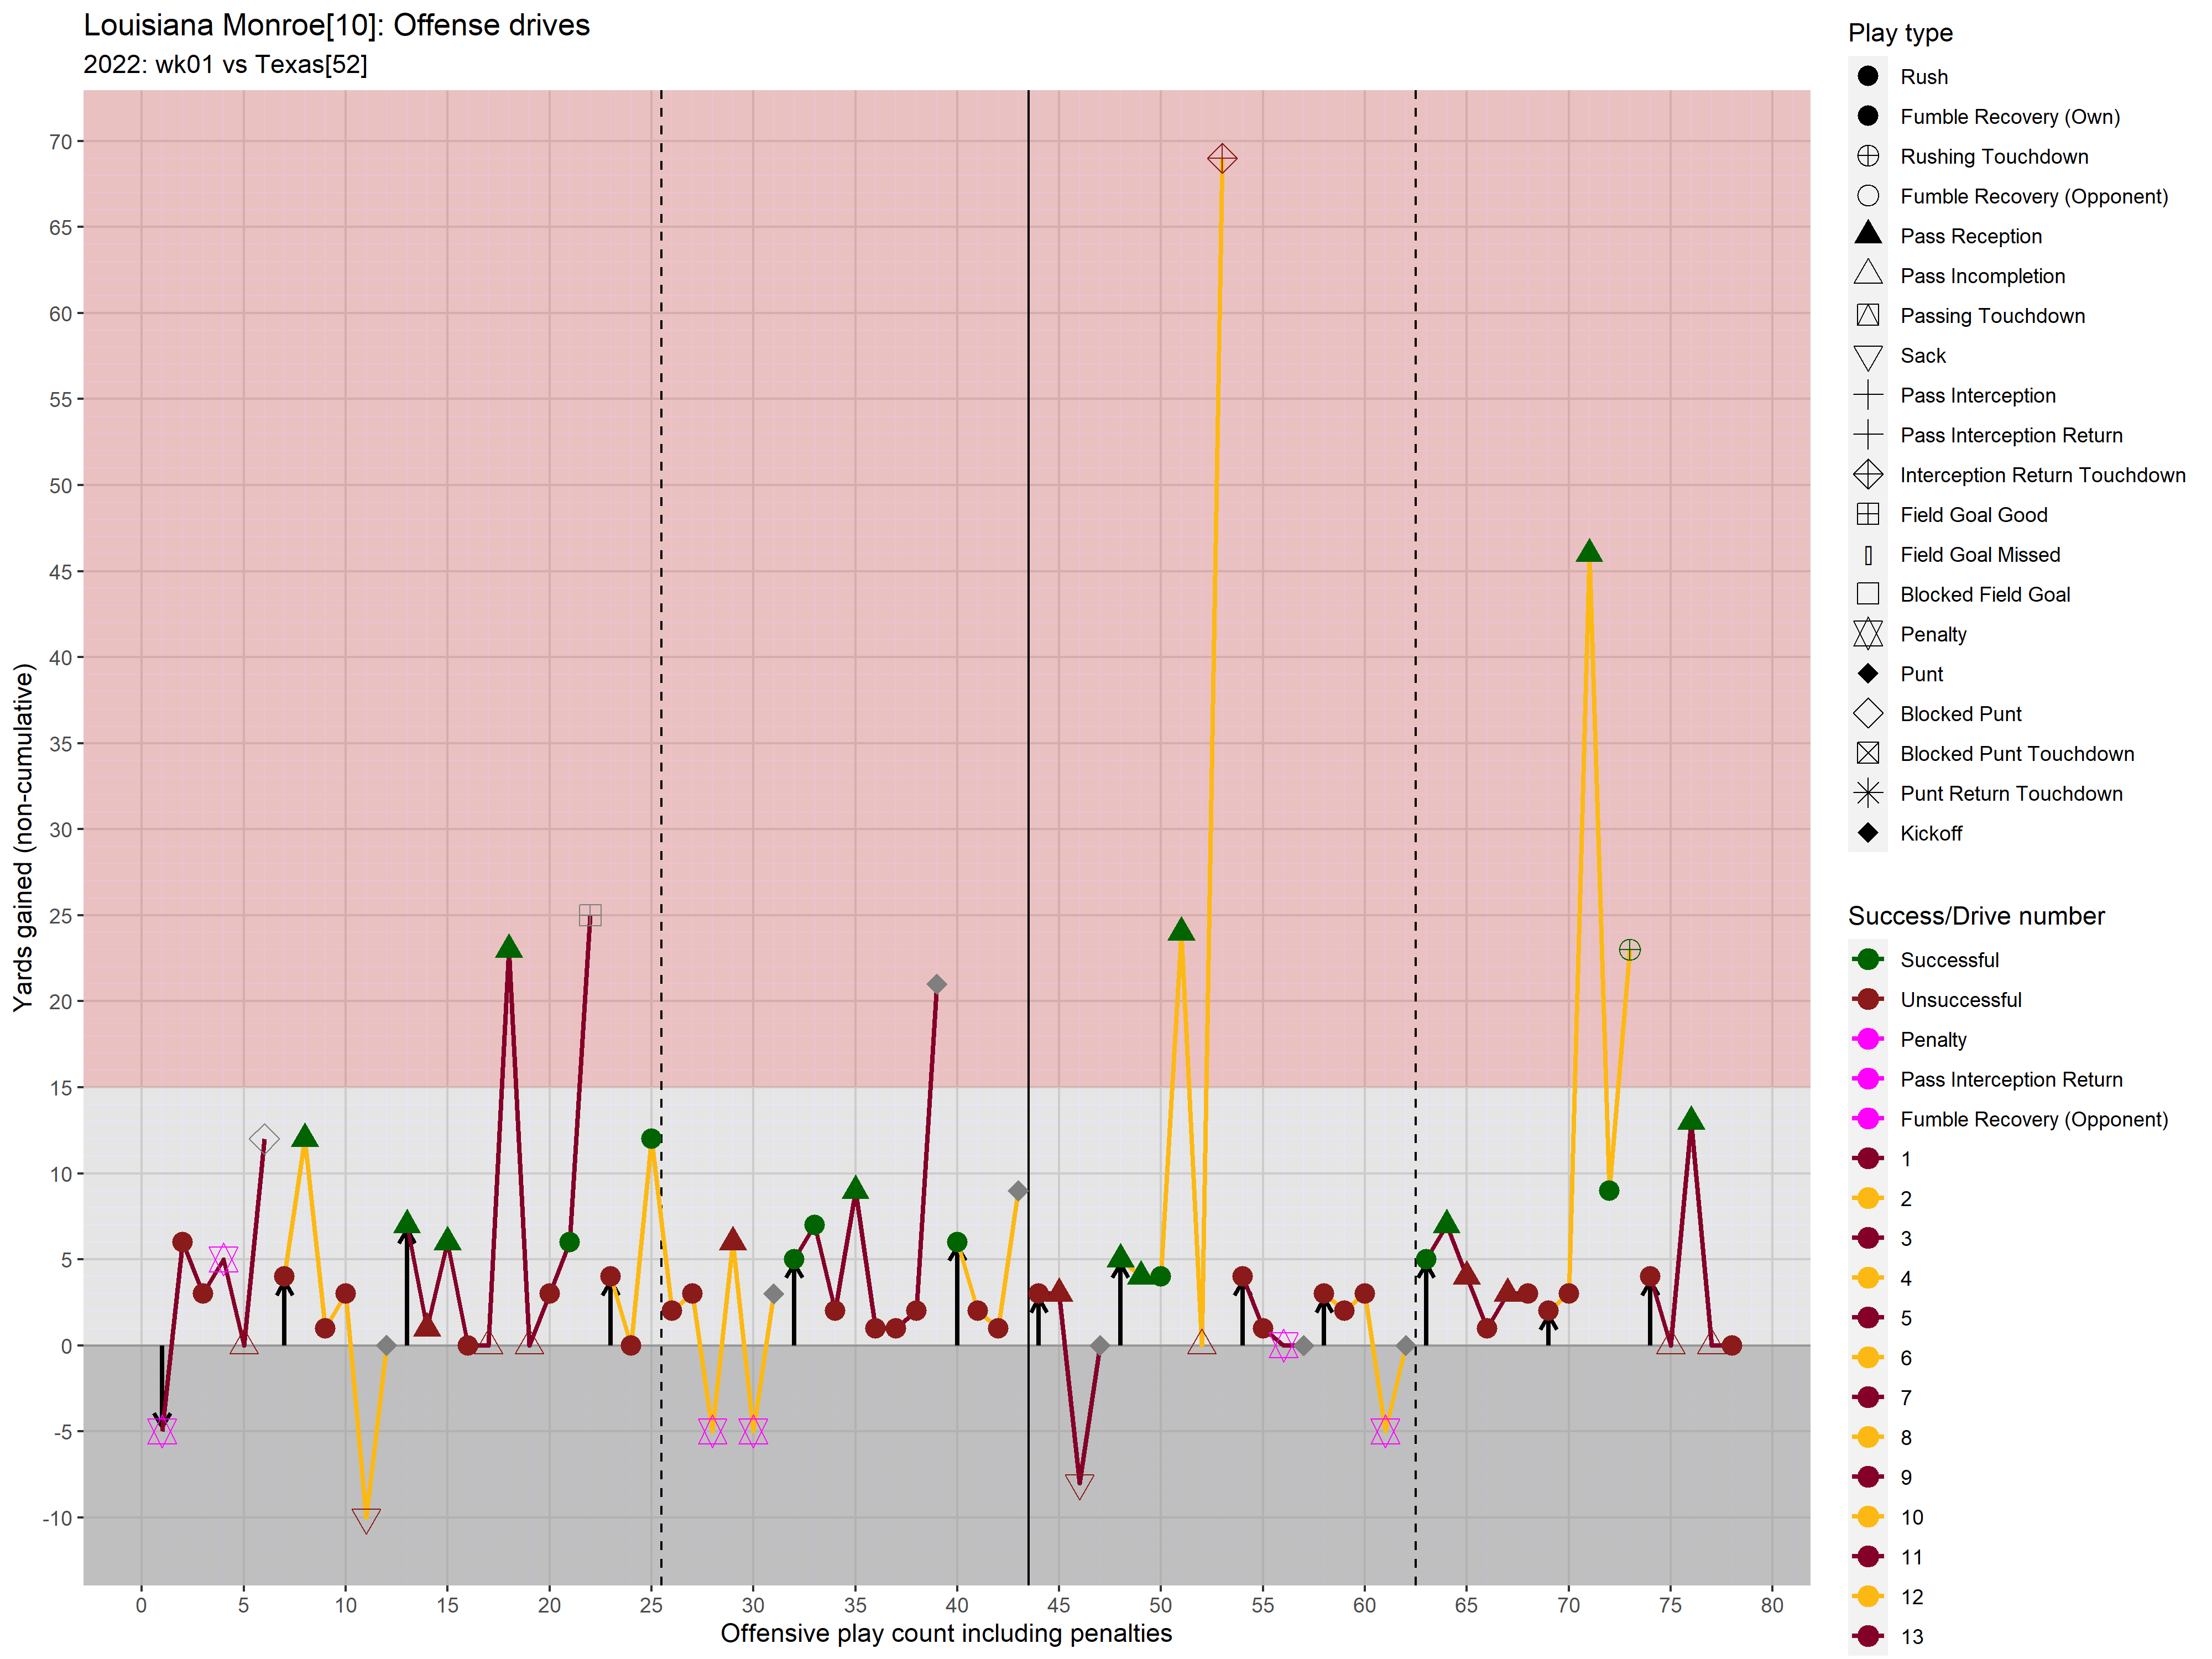 Louisiana Monroe[10]: Offense drives
2022: wk01 vs Texas[52]
Yards gained (non-cumulative)
70
65
60
55
50
45
40
35
30
25
20
15
10
5
0
-5
-10
0 5 10 15 20 25 30 35 40 45 50 55 60 65 70 75 80
Offensive play count including penalties
Play type
Rush
Fumble Recovery (Own)
Rushing Touchdown
Fumble Recovery (Opponent)
Pass Reception
Pass Incompletion
Passing Touchdown
Sack
Pass Interception
Pass Interception Return
Interception Return Touchdown
Field Goal Good
Field Goal Missed
Blocked Field Goal
Penalty
Punt
Blocked Punt
Blocked Punt Touchdown
Punt Return Touchdown
Kickoff
Success/Drive number
Successful
Unsuccessful
Penalty
Pass Interception Return
Fumble Recovery (Opponent)
1
2
3
4
5
6
7
8
9
10
11
12
13